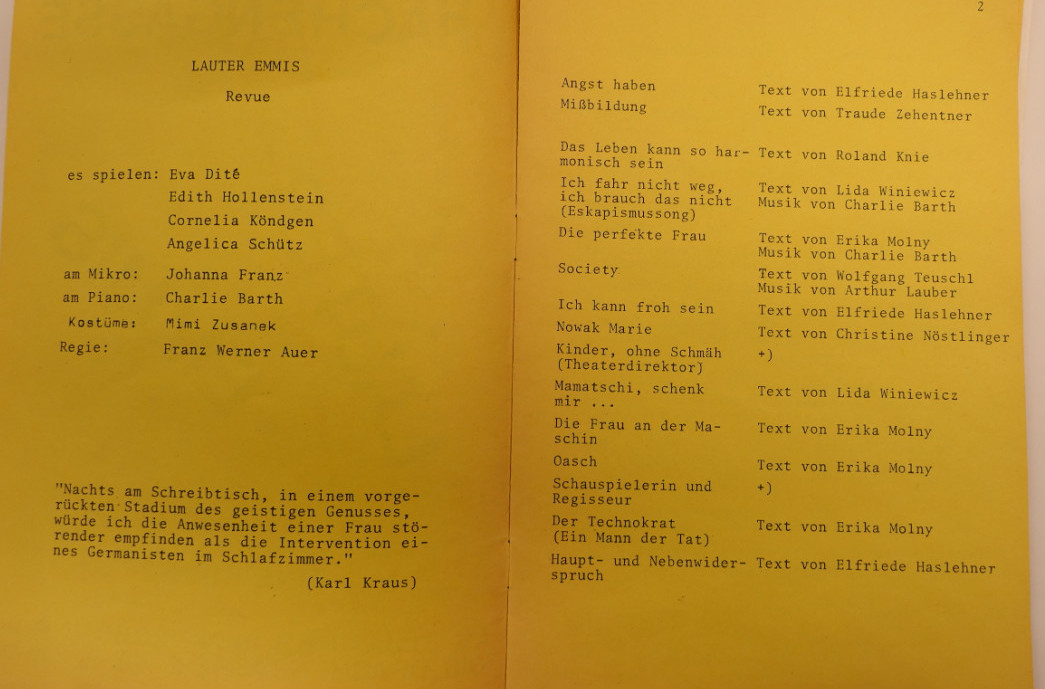 LAUTER EMMIS
Revue
es spielen: Eva Dité
Edith Hollenstein
Cornelia Köndgen
Angelica Schütz
am Mikro: Johanna Franz
am Piano: Charlie Barth
Kostüme: Mimi Zusanek
Regie: Franz Werner Auer
"Nachts am Schreibtisch, in einem vorge-
rückten Stadium des geistigen Genusses,
würde ich die Anwesenheit einer Frau stö-
render empfinden als die Intervention ei-
nes Germanisten im Schlafzimmer."
(Karl Kraus)
2
Angst haben Text von Elfriede Haslehner
Mißbildung Text von Traude Zehentner
Das Leben kann so har- Text von Roland Knie
monisch sein
Ich fahr nicht weg, Text von Lida Winiewicz
ich brauch das nicht Musik von Charlie Barth
(Eskapismussong)
Die perfekte Frau Text von Erika Molny
Musik von Charlie Barth
Society Text von Wolfgang Teuschl
Musik von Arthur Lauber
Ich kann froh sein Text von Elfriede Haslehner
Nowak Marie Text von Christine Nöstlinger
Kinder, ohne Schmäh +)
(Theaterdirektor)
Mamatschi, schenk Text von Lida Winiewicz
mir ...
Die Frau an der Ma- Text von Erika Molny
schin
Oasch Text von Erika Molny
Schauspielerin und +)
Regisseur
Der Technokrat Text von Erika Molny
(Ein Mann der Tat)
Haupt- und Nebenwider- Text von Elfriede Haslehner
spruch